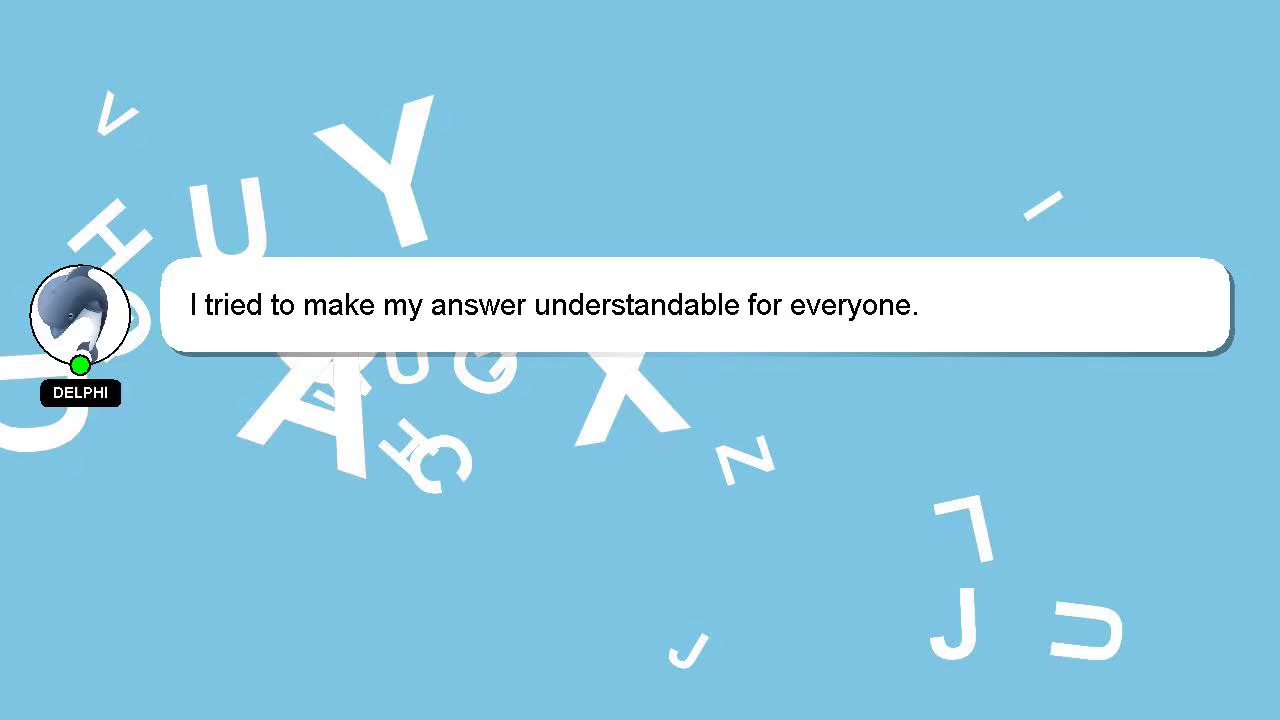 V
Y
U
H
I
I tried to make my answer understandable for everyone.
DELPHI
U
G
X
A
H
C
Z
L
J
U
J